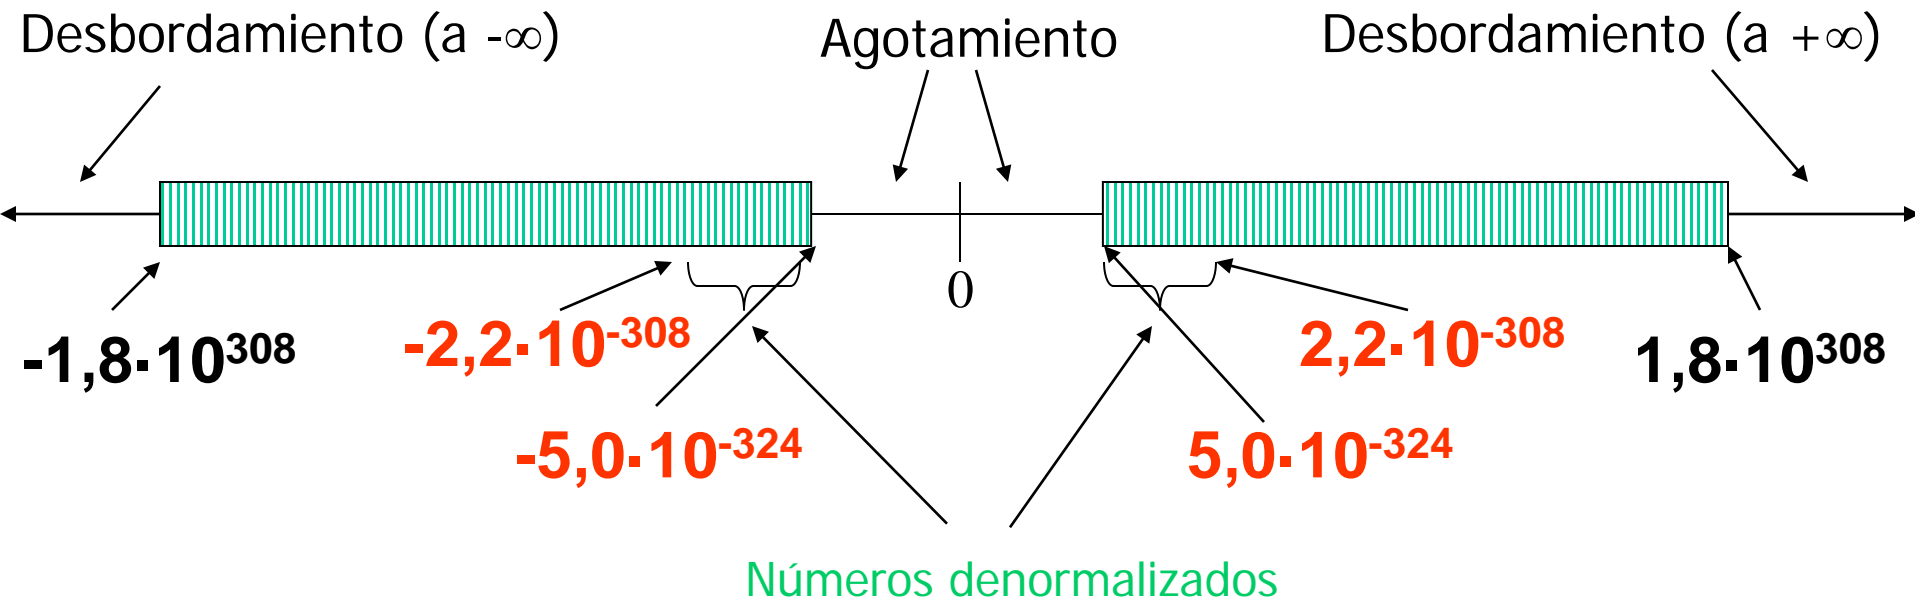 Desbordamiento (a -∞)
Agotamiento
Desbordamiento (a +∞)
0
-1,8·10³⁰⁸
-2,2·10⁻³⁰⁸
2,2·10⁻³⁰⁸
1,8·10³⁰⁸
-5,0·10⁻³²⁴
5,0·10⁻³²⁴
Números denormalizados